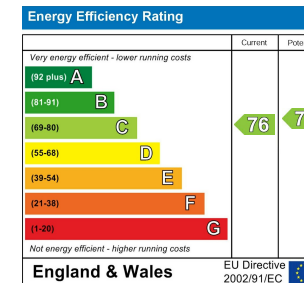 Energy Efficiency Rating
Current
Very energy efficient - lower running costs
(92 plus) A
(81-91) B
(69-80) C
76
(55-68) D
(39-54) E
(21-38) F
(1-20) G
Not energy efficient - higher running costs
England & Wales
EU Directive
2002/91/EC